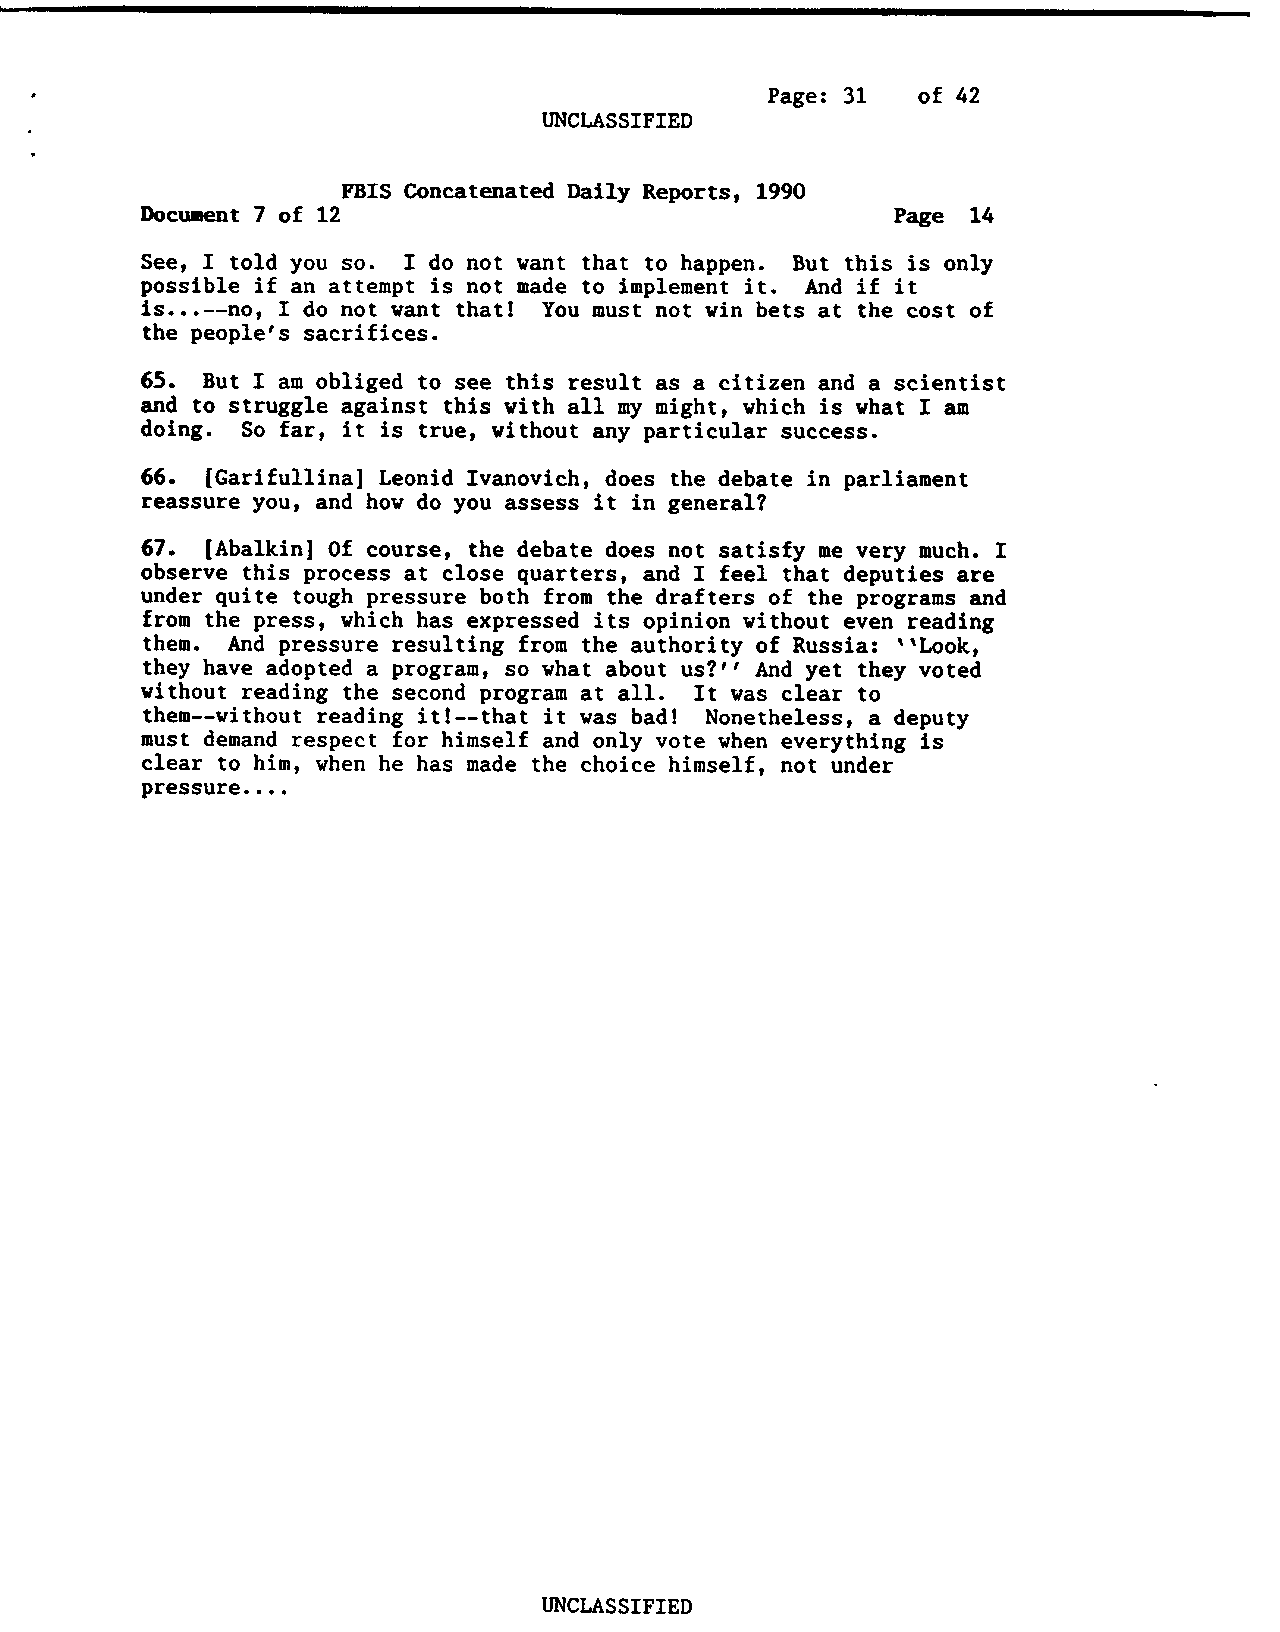 Page: 31 of 42
UNCLASSIFIED
FBIS Concatenated Daily Reports, 1990
Document 7 of 12 Page 14
See, I told you so. I do not want that to happen. But this is only
possible if an attempt is not made to implement it. And if it
is...--no, I do not want that! You must not win bets at the cost of
the people's sacrifices.
65. But I am obliged to see this result as a citizen and a scientist
and to struggle against this with all my might, which is what I am
doing. So far, it is true, without any particular success.
66. [Garifullina] Leonid Ivanovich, does the debate in parliament
reassure you, and how do you assess it in general?
67. [Abalkin] Of course, the debate does not satisfy me very much. I
observe this process at close quarters, and I feel that deputies are
under quite tough pressure both from the drafters of the programs and
from the press, which has expressed its opinion without even reading
them. And pressure resulting from the authority of Russia: ``Look,
they have adopted a program, so what about us?'' And yet they voted
without reading the second program at all. It was clear to
them--without reading it!--that it was bad! Nonetheless, a deputy
must demand respect for himself and only vote when everything is
clear to him, when he has made the choice himself, not under
pressure....
UNCLASSIFIED